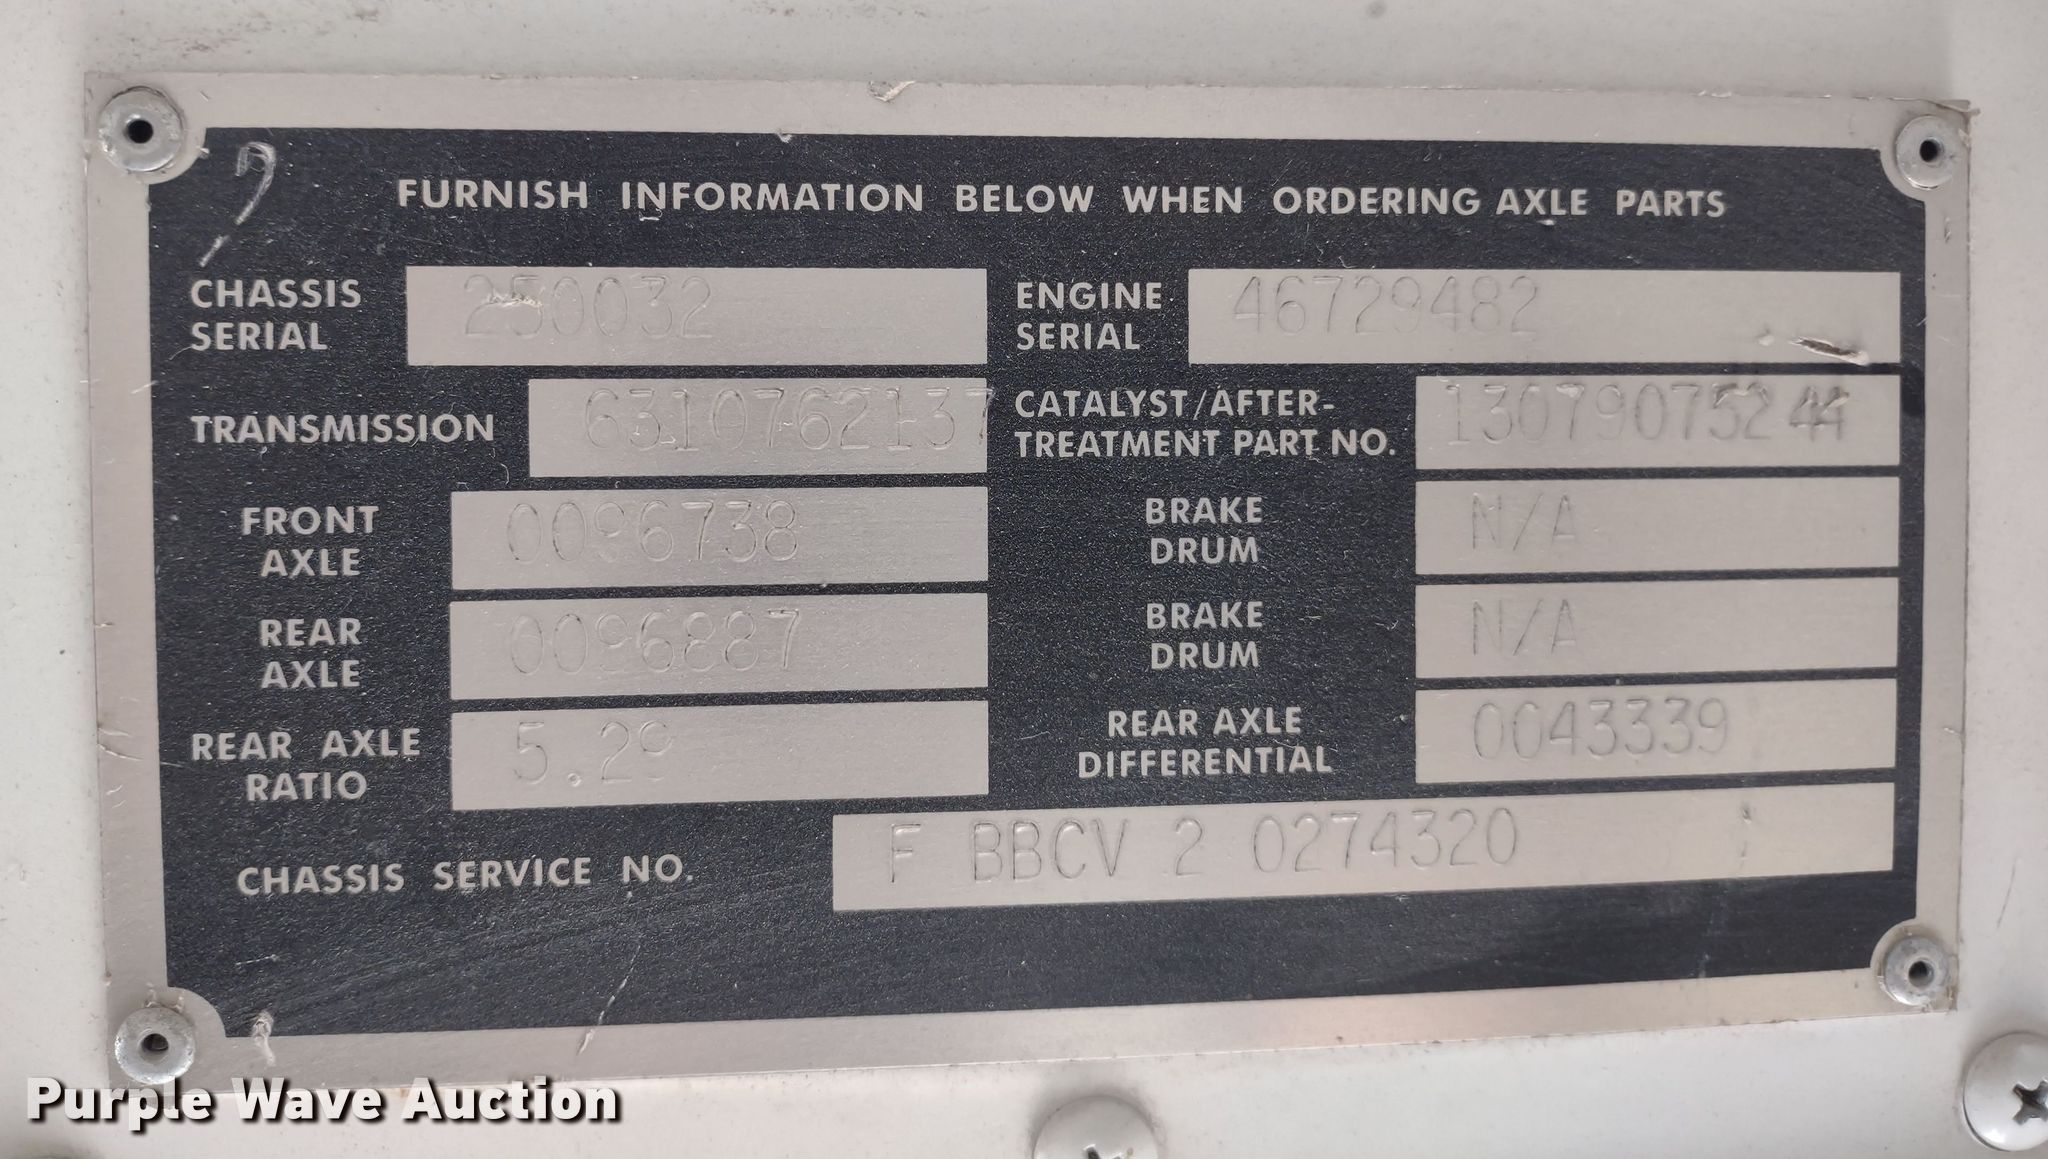 FURNISH INFORMATION BELOW WHEN ORDERING AXLE PARTS
CHASSIS SERIAL 250032
ENGINE SERIAL 46729482
TRANSMISSION 6310762137
CATALYST/AFTER-TREATMENT PART NO. 13079075244
FRONT AXLE 0096738
BRAKE DRUM N/A
REAR AXLE 0096887
BRAKE DRUM N/A
REAR AXLE RATIO 5.29
REAR AXLE DIFFERENTIAL 0043339
CHASSIS SERVICE NO. F BBCV 2 0274320
Purple Wave Auction